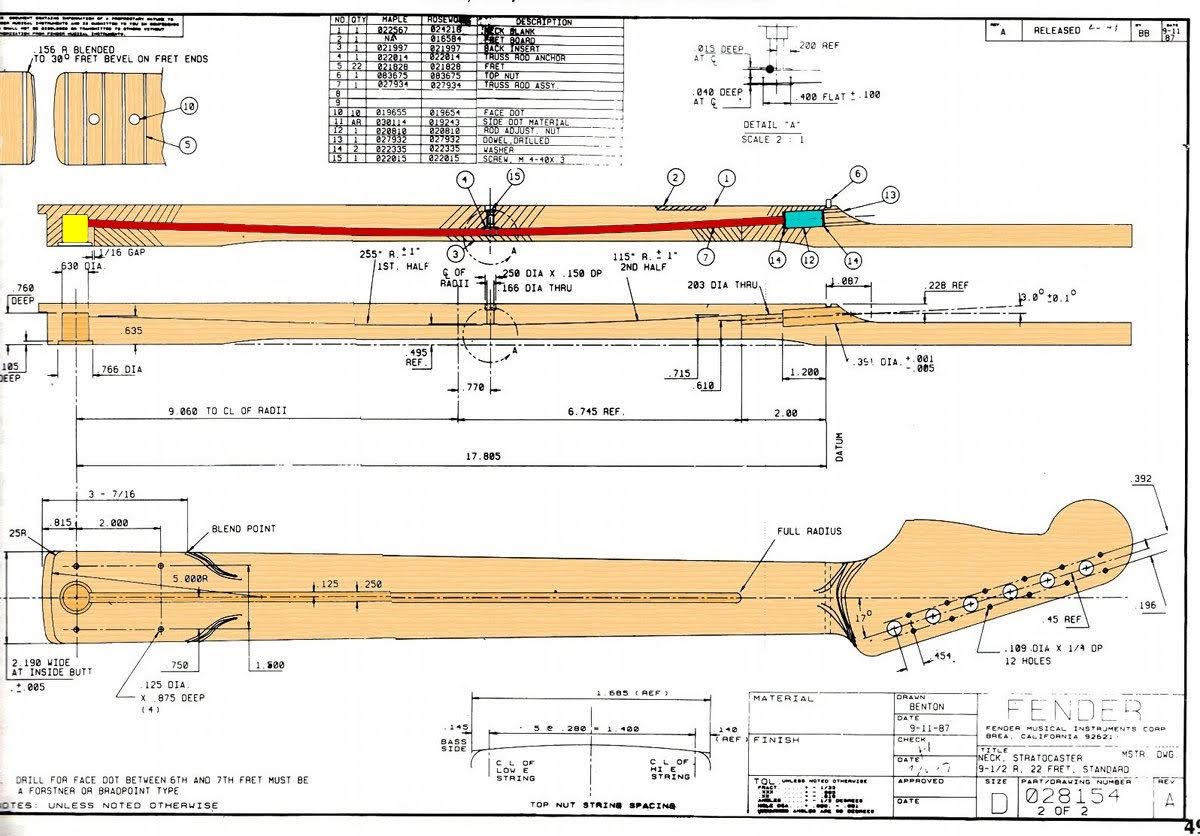 S DOCUMENT CONTAINS INFORMATION OF A PROPRIETARY NATURE TO
.156 R BLENDED
TO 30° FRET BEVEL ON FRET ENDS
10
5
NO QTY MAPLE ROSEWOOD DESCRIPTION
1 1 022567 024218 NECK BLANK
2 1 NA 016584 FRET BOARD
3 1 021997 021997 BACK INSERT
4 1 022014 022014 TRUSS ROD ANCHOR
5 22 021828 021828 FRET
6 1 083675 083675 TOP NUT
7 1 027934 027934 TRUSS ROD ASSY.
8
9
10 10 019655 019654 FACE DOT
11 AR 030114 019243 SIDE DOT MATERIAL
12 1 020810 020810 ROD ADJUST. NUT
13 1 027932 027932 DOWEL,DRILLED
14 2 022335 022335 WASHER
15 1 022015 022015 SCREW, M 4-40X.3
.015 DEEP
AT ℄
.200 REF
.040 DEEP
AT ℄
.400 FLAT ± .100
DETAIL "A"
SCALE 2 : 1
REV. A
RELEASED
BY BB
DATE 9-11 87
4
15
2
1
6
13
1/16 GAP
3
A
7
14
12
14
.630 DIA.
255" R. ± 1"
1ST. HALF
℄ OF
RADII
.250 DIA X .150 DP
.166 DIA THRU
115" R. ± 1"
2ND HALF
.203 DIA THRU
1.087
.228 REF
3.0° ±0.1°
.760
DEEP
.635
.105
DEEP
.766 DIA
.495
REF.
A
.770
.715
.610
1.200
.391 DIA. +.001
-.005
9.060 TO CL OF RADII
6.745 REF.
2.00
17.805
DATUM
3 - 7/16
.815
2.000
BLEND POINT
25R
5.000R
.125
.250
FULL RADIUS
.392
17°
.45 REF
.196
.454
.109 DIA X 1/4 DP
12 HOLES
2.190 WIDE
AT INSIDE BUTT
±.005
.750
1.500
.125 DIA.
X .875 DEEP
(4)
1.685 (REF)
.145
BASS
SIDE
5 @ .280 = 1.400
.140
(REF)
C L OF
LOW E
STRING
C L OF
HI E
STRING
TOP NUT STRING SPACING
DRILL FOR FACE DOT BETWEEN 6TH AND 7TH FRET MUST BE
A FORSTNER OR BRADPOINT TYPE
NOTES: UNLESS NOTED OTHERWISE
MATERIAL
FINISH
TOL UNLESS NOTED OTHERWISE
DRAWN
BENTON
DATE
9-11-87
CHECK
DATE
APPROVED
DATE
FENDER
FENDER MUSICAL INSTRUMENTS CORP
BREA, CALIFORNIA 92621
TITLE MSTR. DWG
NECK, STRATOCASTER
9-1/2 R, 22 FRET, STANDARD
SIZE
D
PART/DRAWING NUMBER
028154
2 OF 2
REV
A